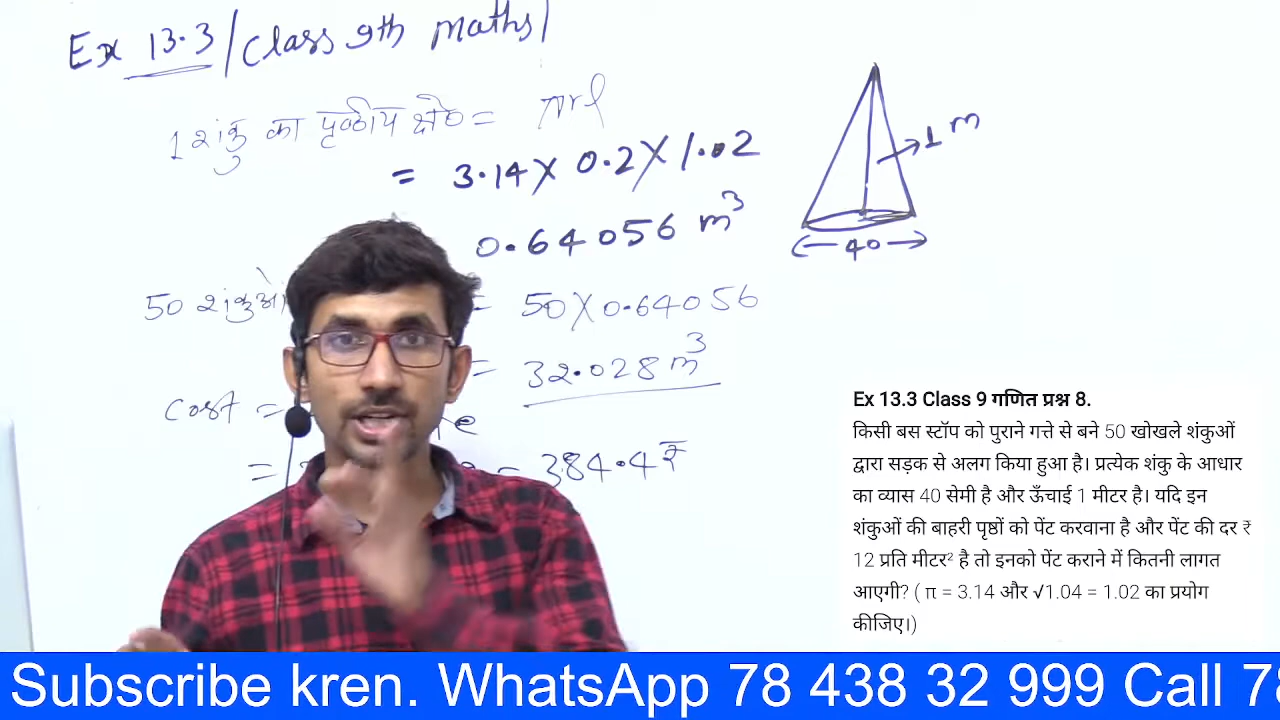 Ex 13.3 / Class 9th maths /
1 शंकु का पृष्ठीय क्षे० = πrl
= 3.14 X 0.2 X 1.02
0.64056 m³
50 शंकुओं = 50 X 0.64056
= 32.028 m³
Cost =
= = 384.4 ₹
1 m
40
Ex 13.3 Class 9 गणित प्रश्न 8.
किसी बस स्टॉप को पुराने गत्ते से बने 50 खोखले शंकुओं
द्वारा सड़क से अलग किया हुआ है। प्रत्येक शंकु के आधार
का व्यास 40 सेमी है और ऊँचाई 1 मीटर है। यदि इन
शंकुओं की बाहरी पृष्ठों को पेंट करवाना है और पेंट की दर ₹
12 प्रति मीटर² है तो इनको पेंट कराने में कितनी लागत
आएगी? ( π = 3.14 और √1.04 = 1.02 का प्रयोग
कीजिए।)
Subscribe kren. WhatsApp 78 438 32 999 Call 78